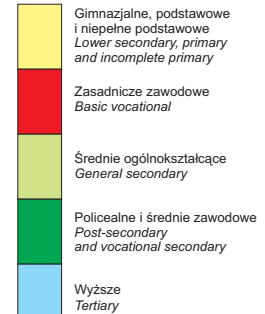 Gimnazjalne, podstawowe
i niepełne podstawowe
Lower secondary, primary
and incomplete primary
Zasadnicze zawodowe
Basic vocational
Średnie ogólnokształcące
General secondary
Policealne i średnie zawodowe
Post-secondary
and vocational secondary
Wyższe
Tertiary